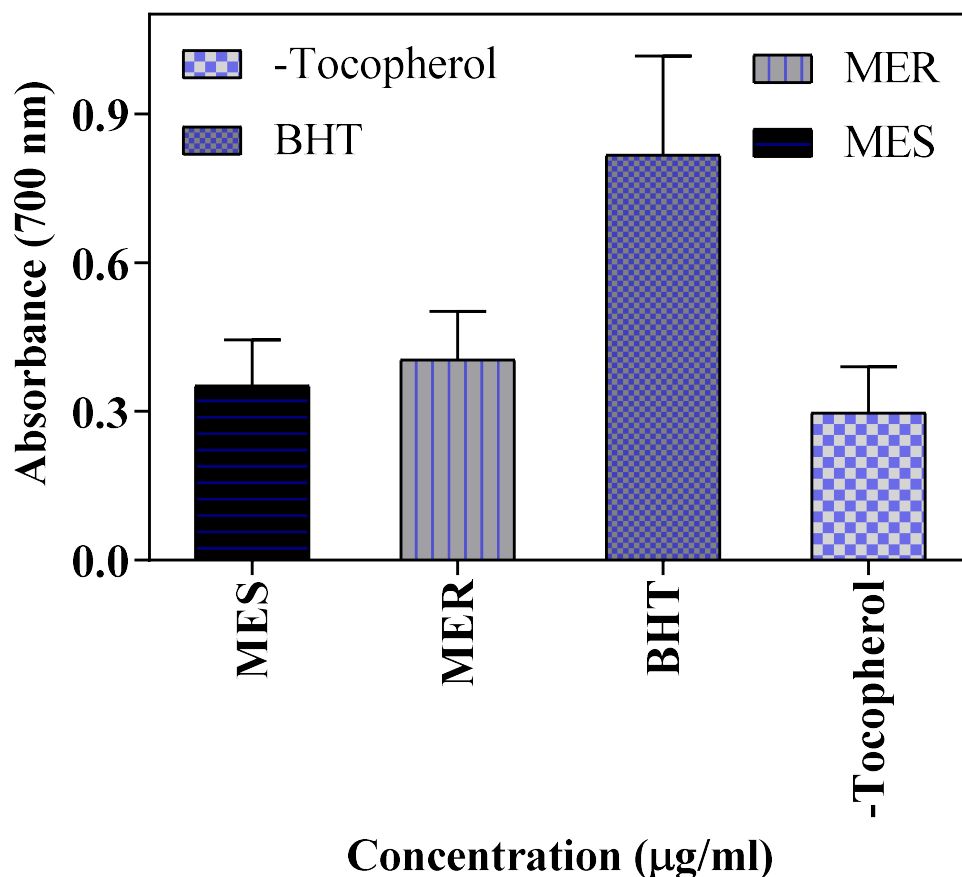 -Tocopherol
BHT
MER
MES
Absorbance (700 nm)
0.9
0.6
0.3
0.0
MES
MER
BHT
-Tocopherol
Concentration (μg/ml)